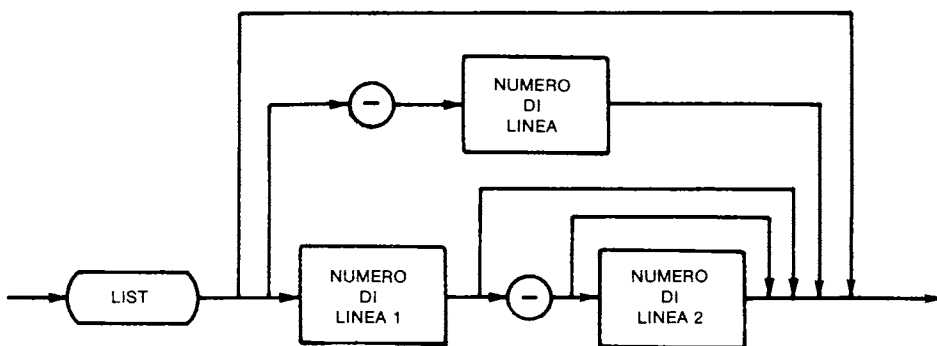 NUMERO
DI
LINEA
−
LIST
NUMERO
DI
LINEA 1
−
NUMERO
DI
LINEA 2